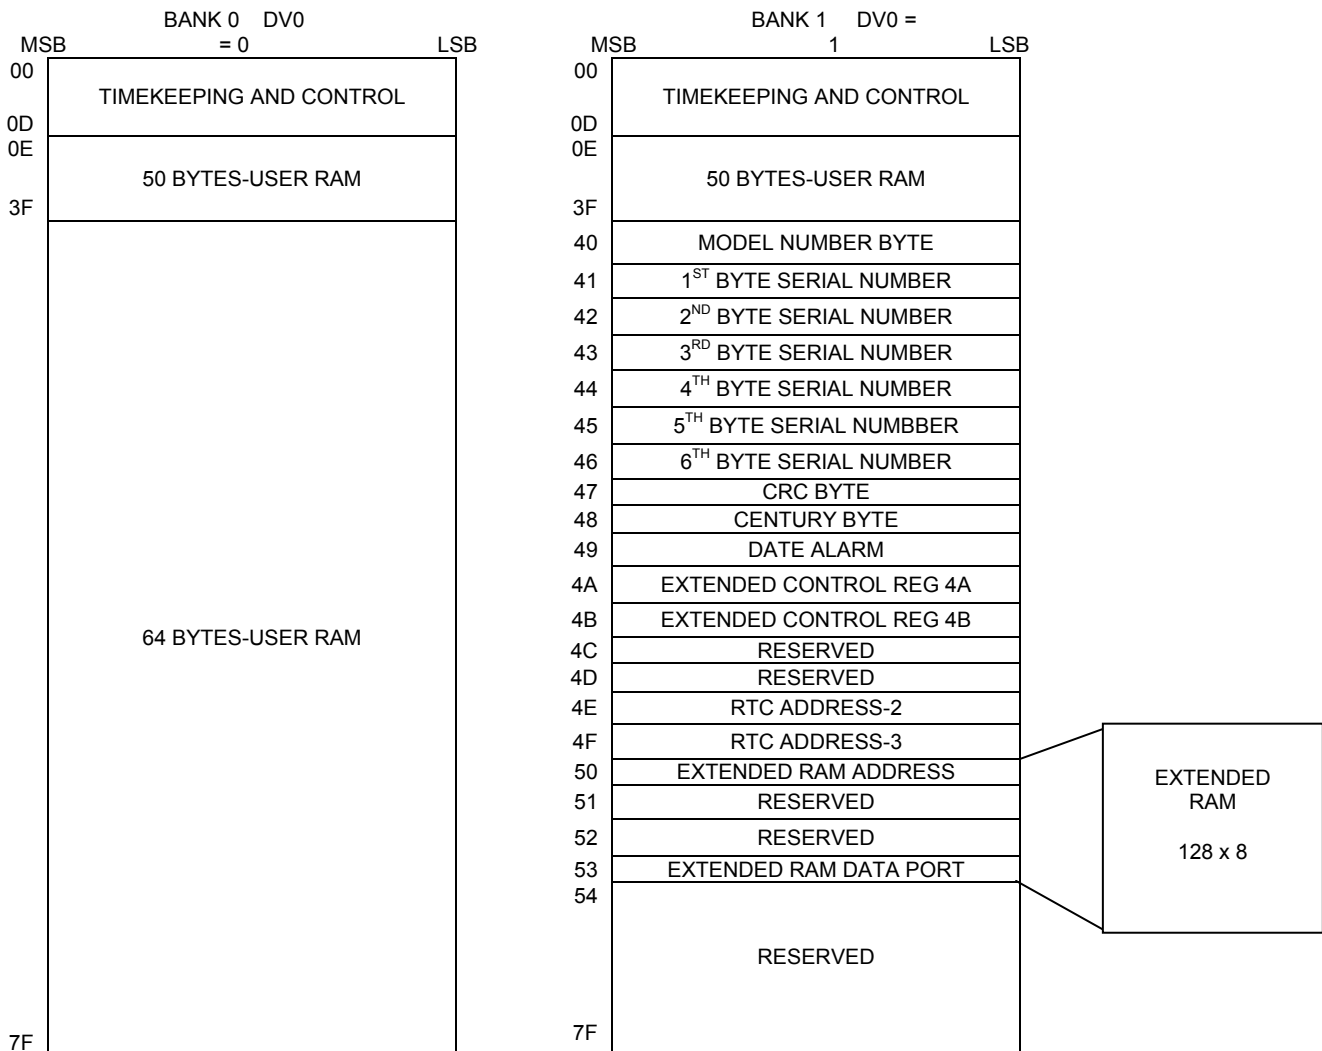 BANK 0 DV0
= 0
MSB
LSB
00
TIMEKEEPING AND CONTROL
0D
0E
50 BYTES-USER RAM
3F
64 BYTES-USER RAM
7F
BANK 1 DV0 =
1
MSB
LSB
00
TIMEKEEPING AND CONTROL
0D
0E
50 BYTES-USER RAM
3F
40 MODEL NUMBER BYTE
41 1ST BYTE SERIAL NUMBER
42 2ND BYTE SERIAL NUMBER
43 3RD BYTE SERIAL NUMBER
44 4TH BYTE SERIAL NUMBER
45 5TH BYTE SERIAL NUMBBER
46 6TH BYTE SERIAL NUMBER
47 CRC BYTE
48 CENTURY BYTE
49 DATE ALARM
4A EXTENDED CONTROL REG 4A
4B EXTENDED CONTROL REG 4B
4C RESERVED
4D RESERVED
4E RTC ADDRESS-2
4F RTC ADDRESS-3
50 EXTENDED RAM ADDRESS
51 RESERVED
52 RESERVED
53 EXTENDED RAM DATA PORT
54
RESERVED
7F
EXTENDED
RAM
128 x 8